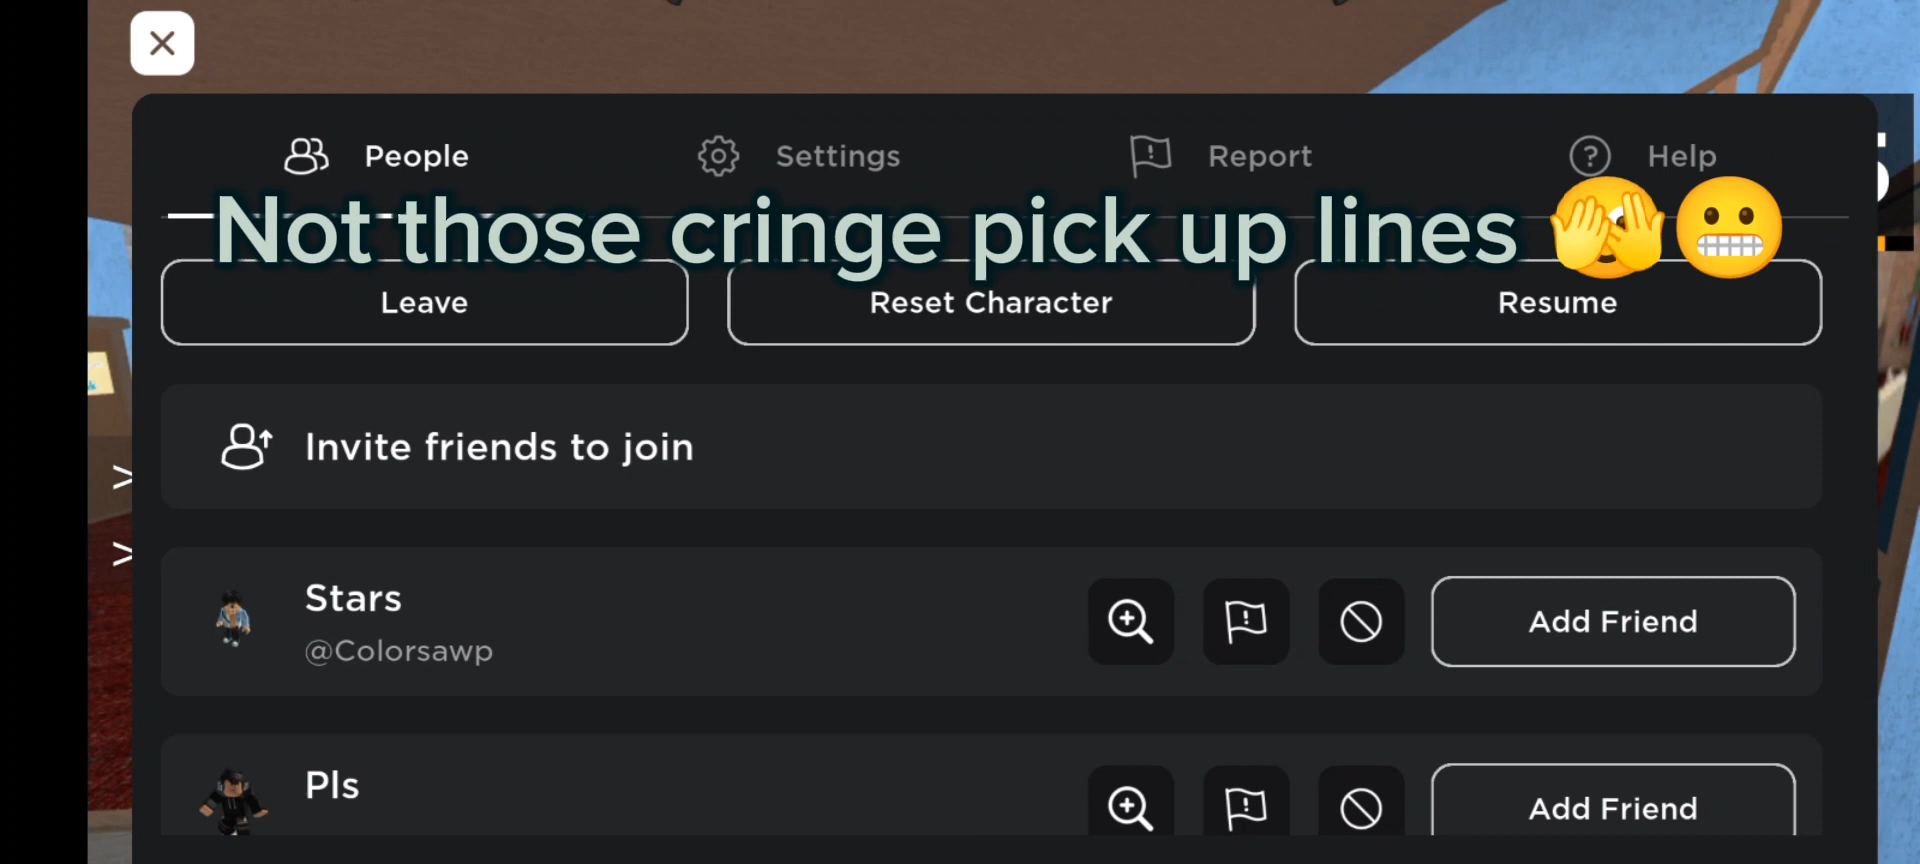 People Settings Report Help
Not those cringe pick up lines 🫣😬
Leave Reset Character Resume
Invite friends to join
Stars
@Colorsawp
Add Friend
Pls
Add Friend